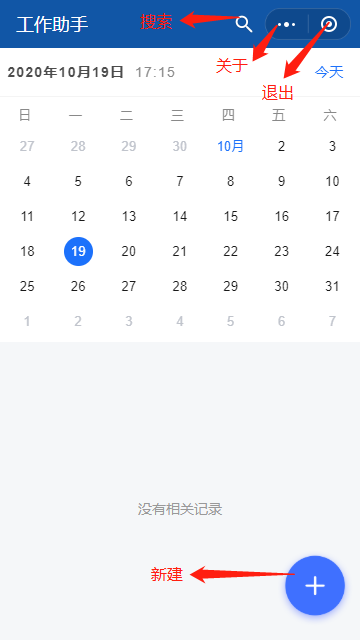 工作助手 搜索
关于
2020年10月19日 17:15 今天
退出
日 一 二 三 四 五 六
27 28 29 30 10月 2 3
4 5 6 7 8 9 10
11 12 13 14 15 16 17
18 19 20 21 22 23 24
25 26 27 28 29 30 31
1 2 3 4 5 6 7
没有相关记录
新建